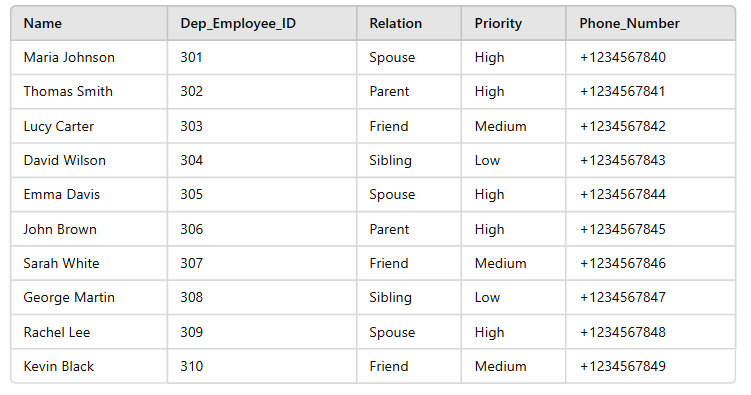 Name Dep_Employee_ID Relation Priority Phone_Number
Maria Johnson 301 Spouse High +1234567840
Thomas Smith 302 Parent High +1234567841
Lucy Carter 303 Friend Medium +1234567842
David Wilson 304 Sibling Low +1234567843
Emma Davis 305 Spouse High +1234567844
John Brown 306 Parent High +1234567845
Sarah White 307 Friend Medium +1234567846
George Martin 308 Sibling Low +1234567847
Rachel Lee 309 Spouse High +1234567848
Kevin Black 310 Friend Medium +1234567849